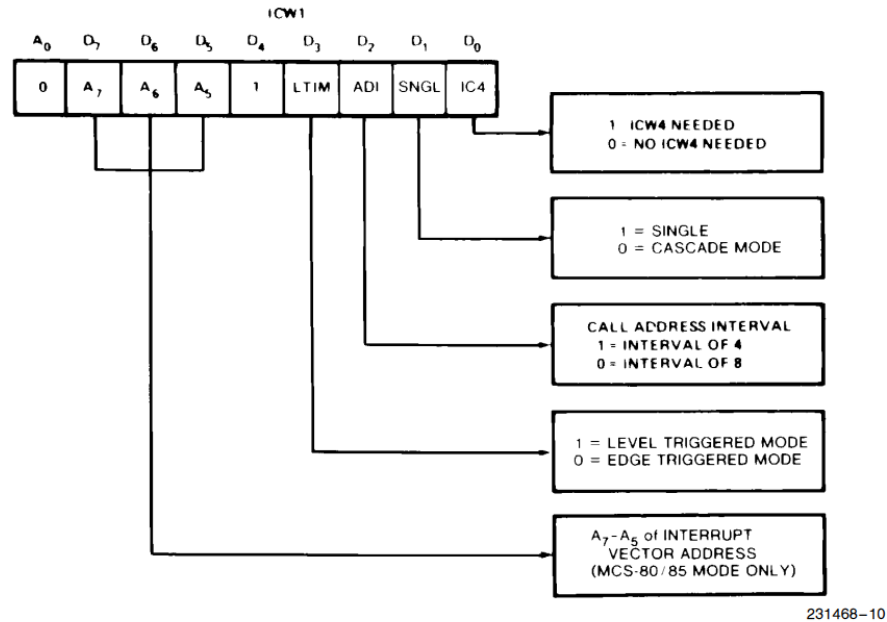 ICW1
A0 D7 D6 D5 D4 D3 D2 D1 D0
0 A7 A6 A5 1 LTIM ADI SNGL IC4
1 ICW4 NEEDED
0 = NO ICW4 NEEDED
1 = SINGLE
0 = CASCADE MODE
CALL ADDRESS INTERVAL
1 = INTERVAL OF 4
0 = INTERVAL OF 8
1 = LEVEL TRIGGERED MODE
0 = EDGE TRIGGERED MODE
A7-A5 of INTERRUPT
VECTOR ADDRESS
(MCS-80/85 MODE ONLY)
231468-10